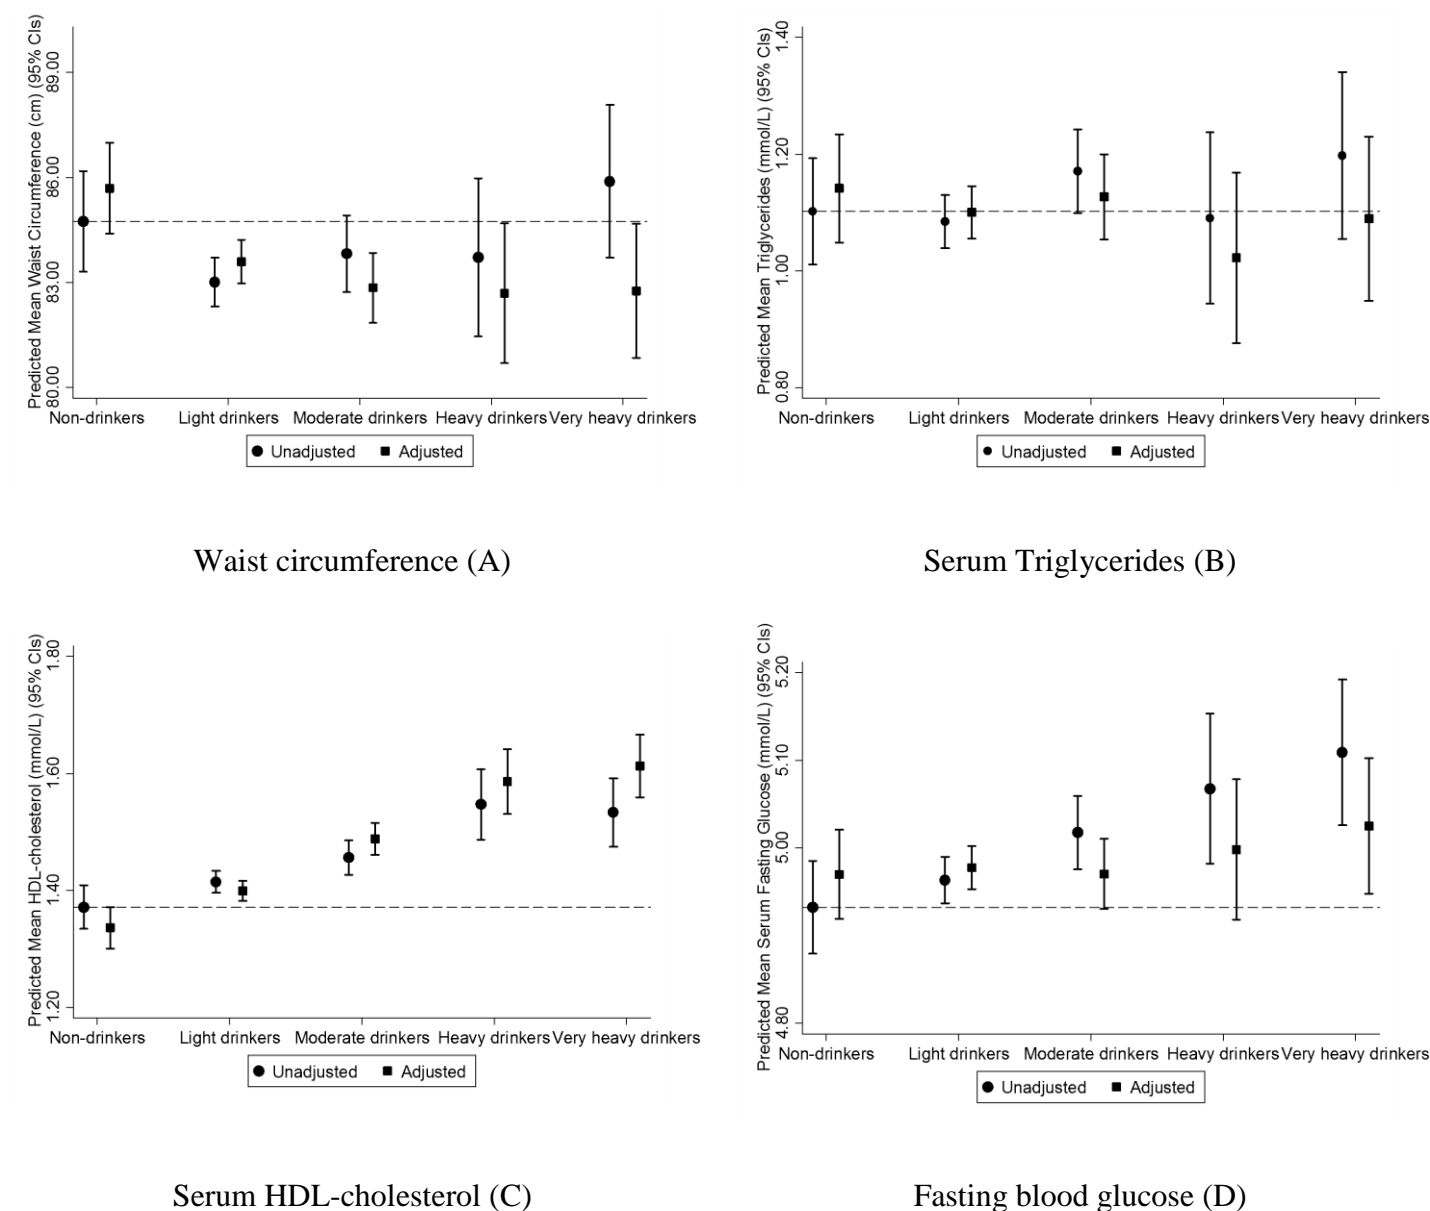 Predicted Mean Waist Circumference (cm) (95% CIs)
89.00
86.00
83.00
80.00
Non-drinkers Light drinkers Moderate drinkers Heavy drinkers Very heavy drinkers
Unadjusted Adjusted
Waist circumference (A)
Predicted Mean Triglycerides (mmol/L) (95% CIs)
1.40
1.20
1.00
0.80
Non-drinkers Light drinkers Moderate drinkers Heavy drinkers Very heavy drinkers
Unadjusted Adjusted
Serum Triglycerides (B)
Predicted Mean HDL-cholesterol (mmol/L) (95% CIs)
1.80
1.60
1.40
1.20
Non-drinkers Light drinkers Moderate drinkers Heavy drinkers Very heavy drinkers
Unadjusted Adjusted
Serum HDL-cholesterol (C)
Predicted Mean Serum Fasting Glucose (mmol/L) (95% CIs)
5.20
5.10
5.00
4.80
Non-drinkers Light drinkers Moderate drinkers Heavy drinkers Very heavy drinkers
Unadjusted Adjusted
Fasting blood glucose (D)